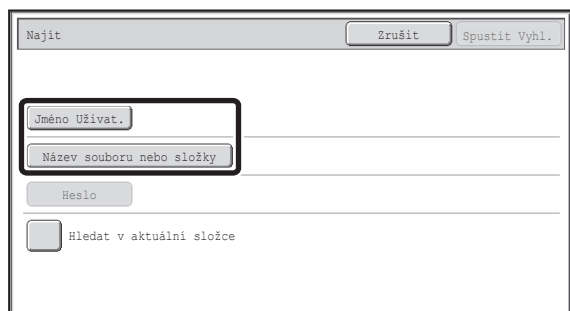 Najít Zrušit Spustit Vyhl.
Jméno Uživat.
Název souboru nebo složky
Heslo
Hledat v aktuální složce